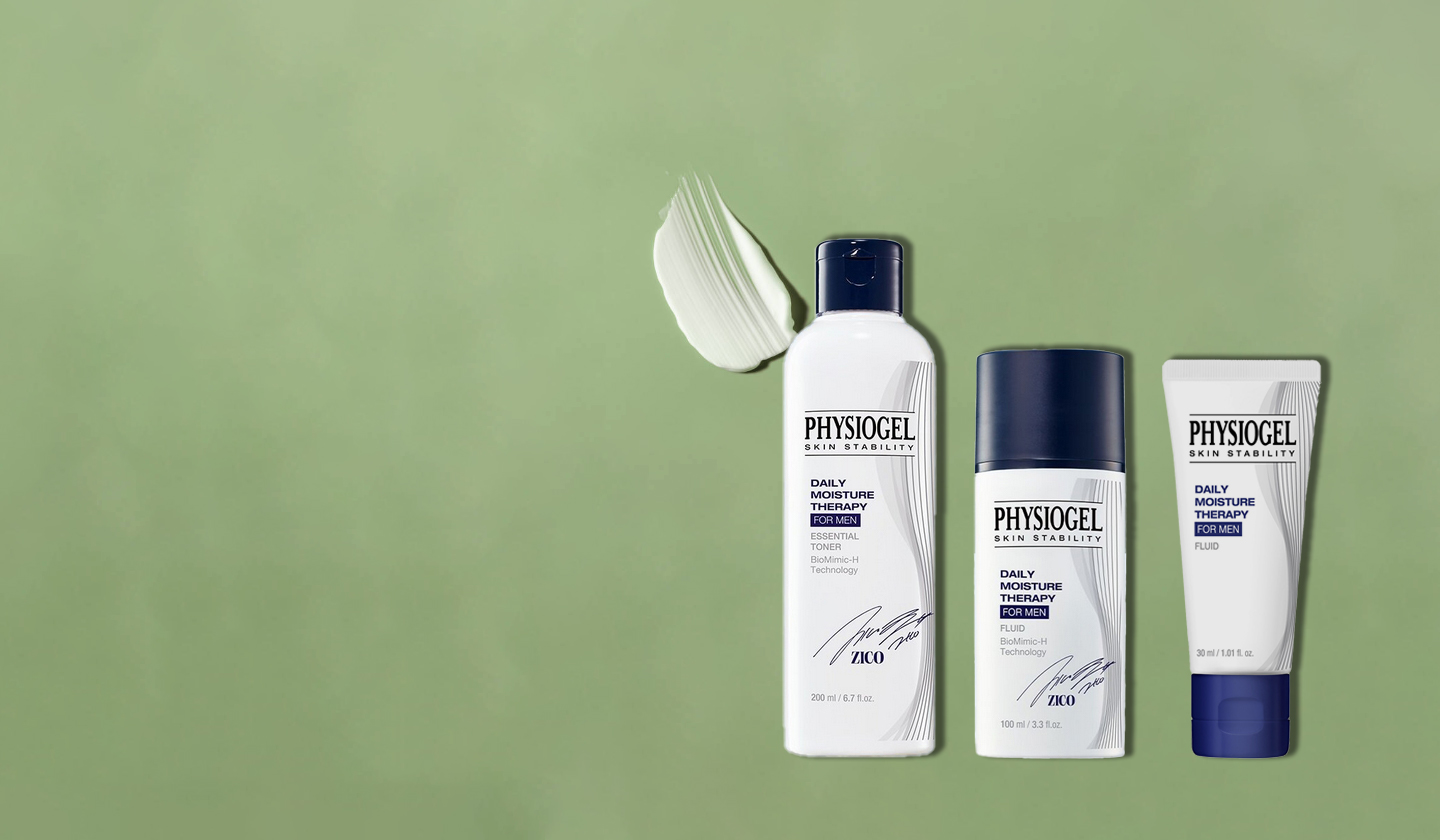 PHYSIOGEL
SKIN STABILITY
DAILY
MOISTURE
THERAPY
FOR MEN
ESSENTIAL
TONER
BioMimic-H
Technology
ZICO
ZICO
200 ml / 6.7 fl.oz.
PHYSIOGEL
SKIN STABILITY
DAILY
MOISTURE
THERAPY
FOR MEN
FLUID
BioMimic-H
Technology
ZICO
ZICO
100 ml / 3.3 fl.oz.
PHYSIOGEL
SKIN STABILITY
DAILY
MOISTURE
THERAPY
FOR MEN
FLUID
30 ml / 1.01 fl. oz.